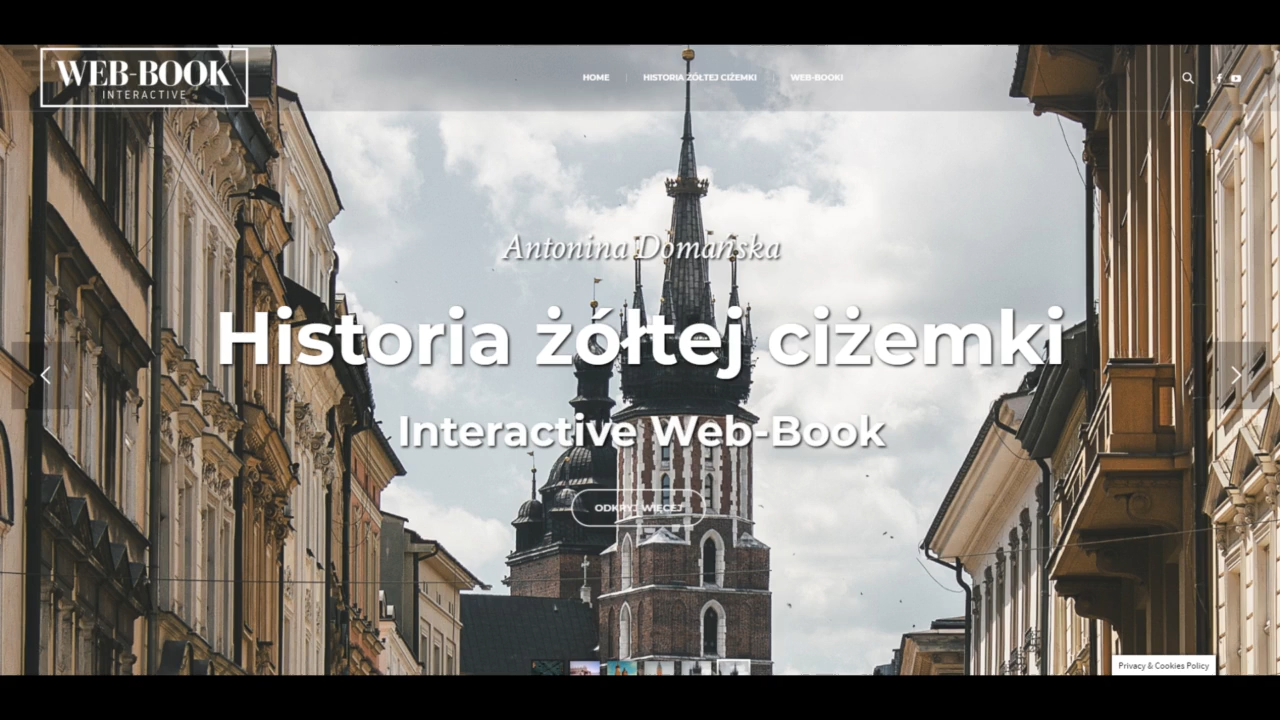 WEB-BOOK
INTERACTIVE
HOME
HISTORIA ŻÓŁTEJ CIŻEMKI
WEB-BOOKI
Antonina Domańska
Historia żółtej ciżemki
Interactive Web-Book
ODKRYJ WIĘCEJ
Privacy & Cookies Policy